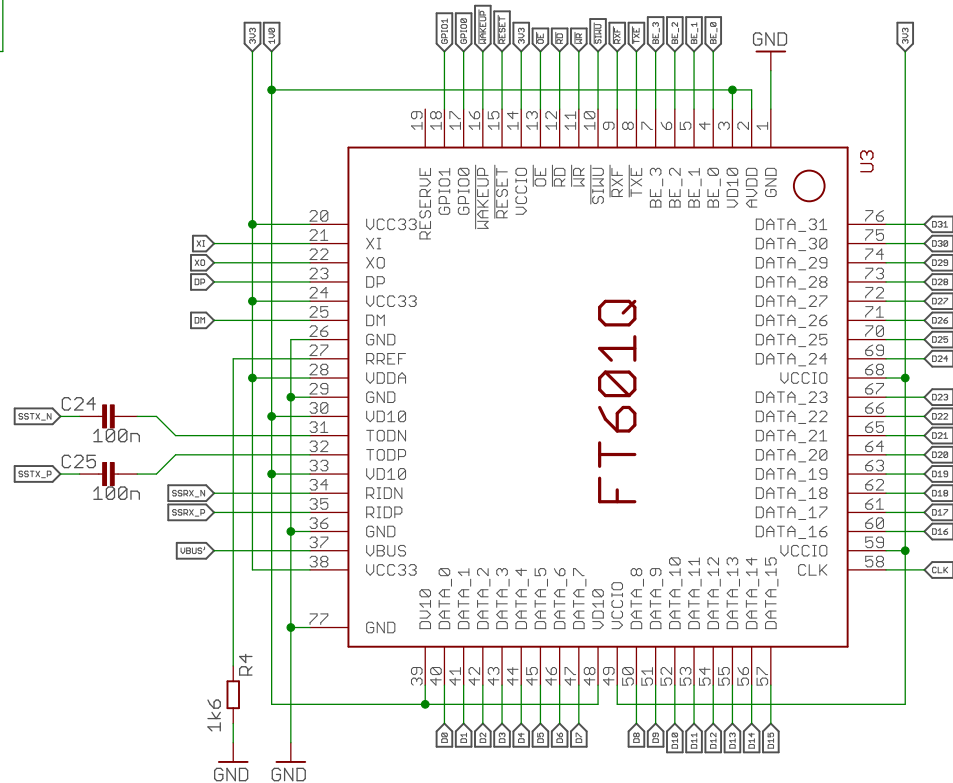 3V3 1V0 GPIO1 GPIO0 WAKEUP RESET 3V3 OE RD WR SIWU RXF TXE BE_3 BE_2 BE_1 BE_0 GND 3V3
19 18 17 16 15 14 13 12 11 10 9 8 7 6 5 4 3 2 1
U3
RESERVE GPIO1 GPIO0 WAKEUP RESET VCCIO OE RD WR SIWU RXF TXE BE_3 BE_2 BE_1 BE_0 VD10 AVDD GND
20 VCC33 DATA_31 76 D31
XI 21 XI DATA_30 75 D30
XO 22 XO DATA_29 74 D29
DP 23 DP DATA_28 73 D28
24 VCC33 DATA_27 72 D27
DM 25 DM DATA_26 71 D26
26 GND DATA_25 70 D25
27 RREF DATA_24 69 D24
28 VDDA VCCIO 68
29 GND DATA_23 67 D23
30 VD10 DATA_22 66 D22
31 TODN DATA_21 65 D21
32 TODP DATA_20 64 D20
33 VD10 DATA_19 63 D19
34 RIDN DATA_18 62 D18
35 RIDP DATA_17 61 D17
36 GND DATA_16 60 D16
37 VBUS VCCIO 59
38 VCC33 CLK 58 CLK
77 GND
FT601Q
SSTX_N C24 100n
SSTX_P C25 100n
SSRX_N
SSRX_P
VBUS'
DV10 DATA_0 DATA_1 DATA_2 DATA_3 DATA_4 DATA_5 DATA_6 DATA_7 VD10 VCCIO DATA_8 DATA_9 DATA_10 DATA_11 DATA_12 DATA_13 DATA_14 DATA_15
39 40 41 42 43 44 45 46 47 48 49 50 51 52 53 54 55 56 57
R4
1k6
D0 D1 D2 D3 D4 D5 D6 D7 D8 D9 D10 D11 D12 D13 D14 D15
GND GND